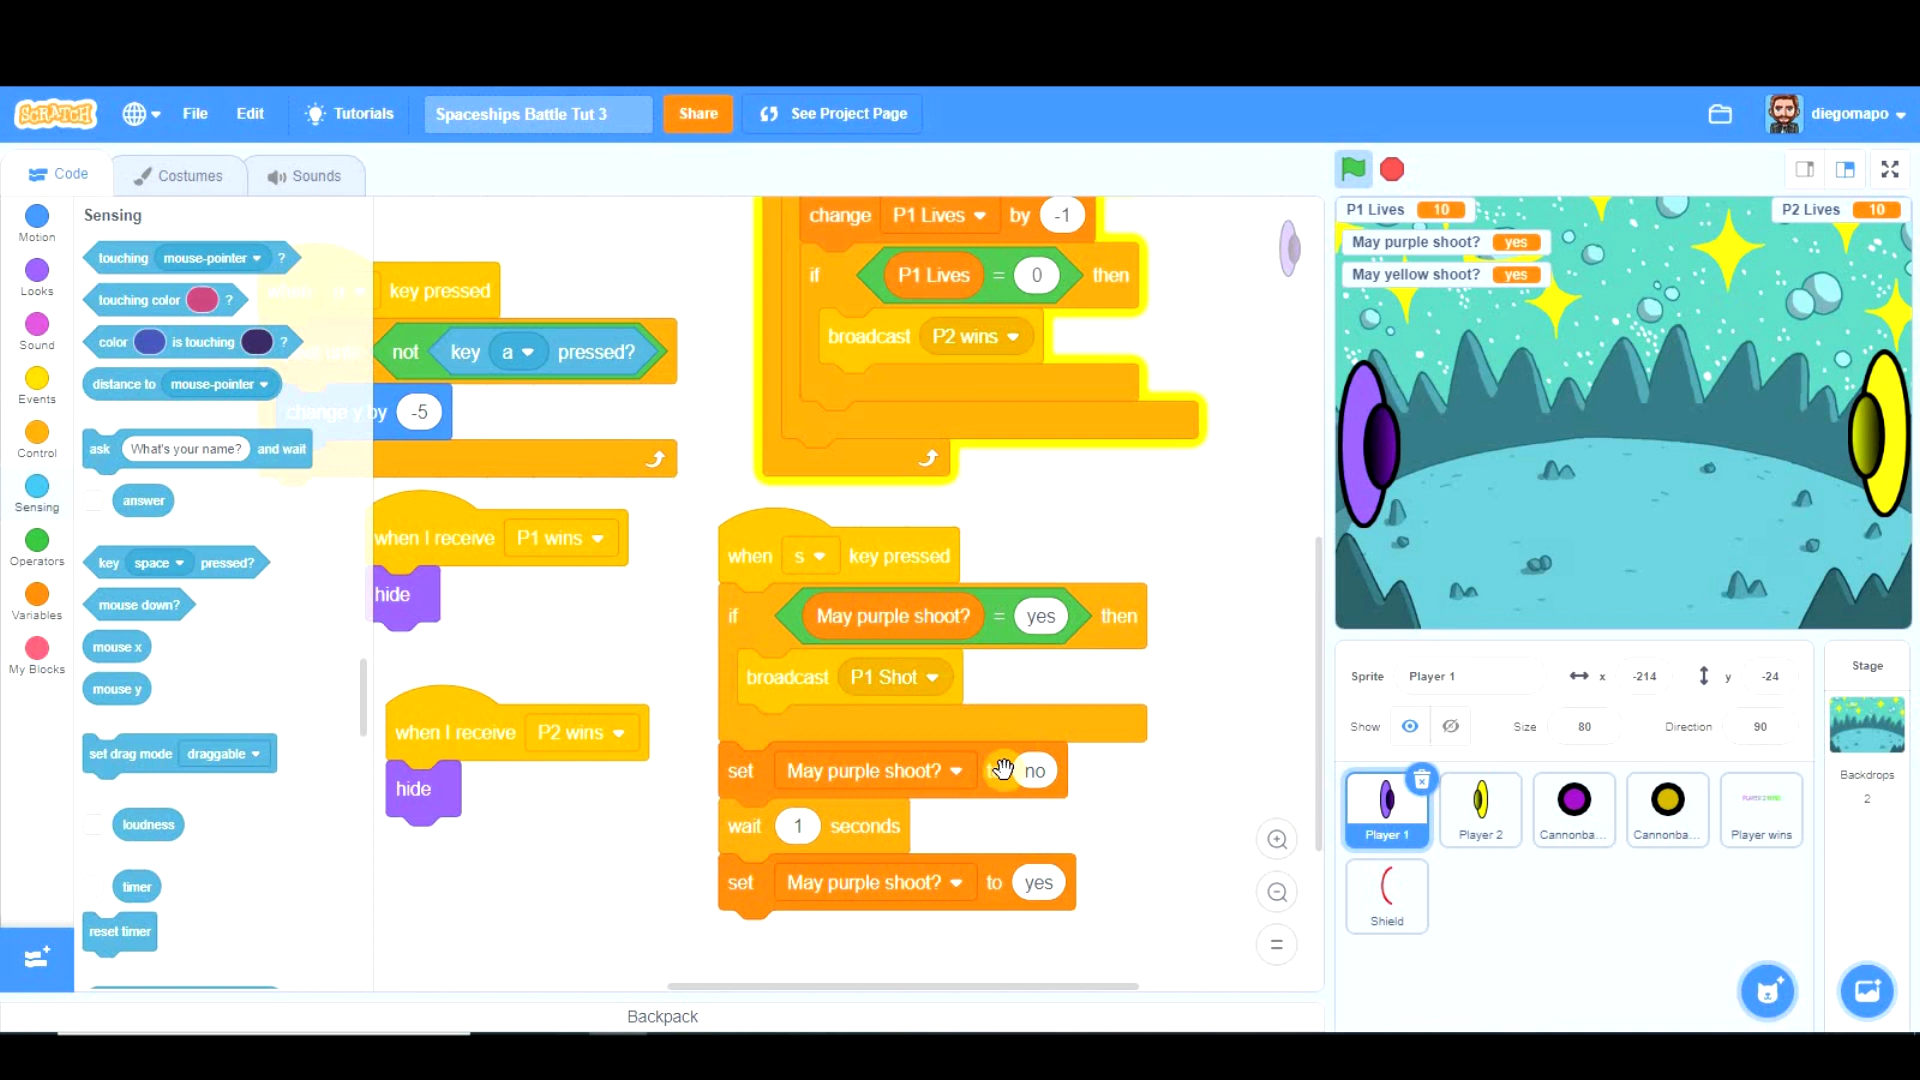 SCRATCH
File
Edit
Tutorials
Spaceships Battle Tut 3
Share
See Project Page
diegomapo
Code
Costumes
Sounds
Motion
Looks
Sound
Events
Control
Sensing
Operators
Variables
My Blocks
Sensing
touching mouse-pointer ?
touching color ?
color is touching ?
distance to mouse-pointer
ask What's your name? and wait
answer
key space pressed?
mouse down?
mouse x
mouse y
set drag mode draggable
loudness
timer
reset timer
key pressed
not key a pressed?
change y by -5
when I receive P1 wins
hide
when I receive P2 wins
hide
change P1 Lives by -1
if P1 Lives = 0 then
broadcast P2 wins
when s key pressed
if May purple shoot? = yes then
broadcast P1 Shot
set May purple shoot? no
wait 1 seconds
set May purple shoot? to yes
Backpack
P1 Lives 10
P2 Lives 10
May purple shoot? yes
May yellow shoot? yes
Sprite Player 1 x -214 y -24
Show Size 80 Direction 90
Player 1
Player 2
Cannonba...
Cannonba...
Player wins
Shield
Stage
Backdrops
2